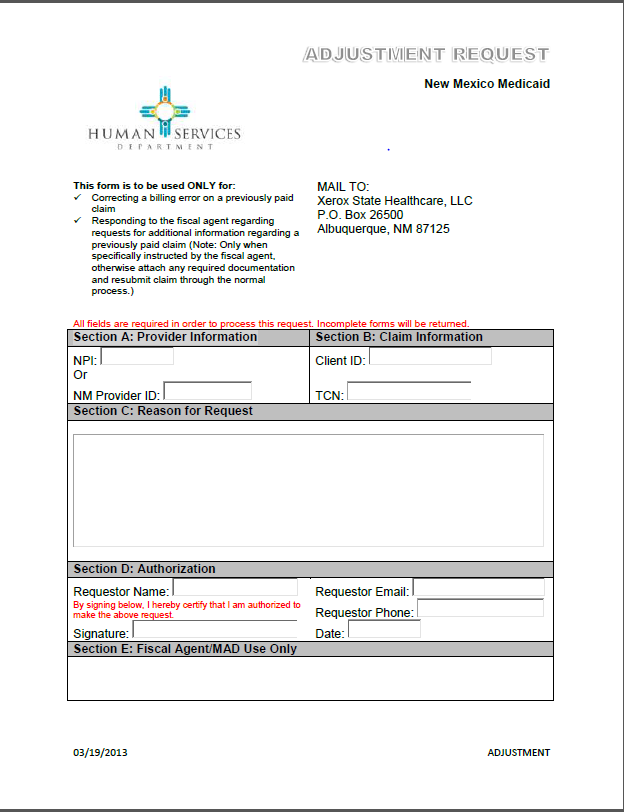 ADJUSTMENT REQUEST
New Mexico Medicaid
HUMAN SERVICES
DEPARTMENT
This form is to be used ONLY for:
✓ Correcting a billing error on a previously paid
claim
✓ Responding to the fiscal agent regarding
requests for additional information regarding a
previously paid claim (Note: Only when
specifically instructed by the fiscal agent,
otherwise attach any required documentation
and resubmit claim through the normal
process.)
MAIL TO:
Xerox State Healthcare, LLC
P.O. Box 26500
Albuquerque, NM 87125
All fields are required in order to process this request. Incomplete forms will be returned.
Section A: Provider Information
NPI:
Or
NM Provider ID:
Section B: Claim Information
Client ID:
TCN:
Section C: Reason for Request
Section D: Authorization
Requestor Name:
By signing below, I hereby certify that I am authorized to
make the above request.
Signature:
Requestor Email:
Requestor Phone:
Date:
Section E: Fiscal Agent/MAD Use Only
03/19/2013
ADJUSTMENT